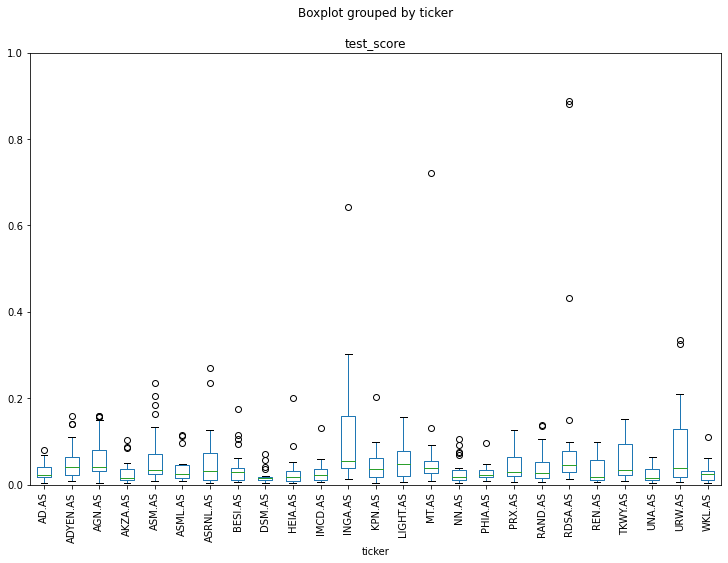 Boxplot grouped by ticker
test_score
1.0
0.8
0.6
0.4
0.2
0.0
AD.AS
ADYEN.AS
AGN.AS
AKZA.AS
ASM.AS
ASML.AS
ASRNL.AS
BESI.AS
DSM.AS
HEIA.AS
IMCD.AS
INGA.AS
KPN.AS
LIGHT.AS
MT.AS
NN.AS
PHIA.AS
PRX.AS
RAND.AS
RDSA.AS
REN.AS
TKWY.AS
UNA.AS
URW.AS
WKL.AS
ticker